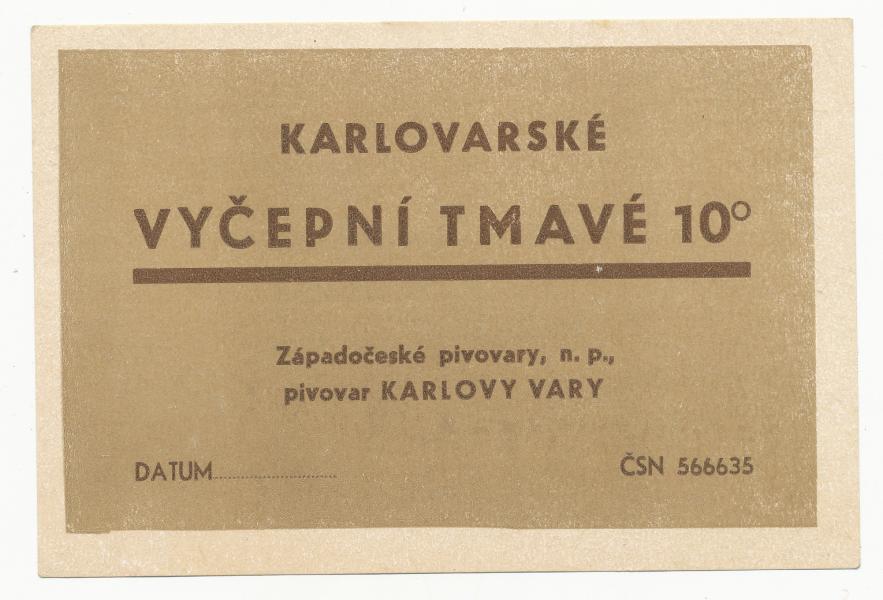 KARLOVARSKÉ
VYČEPNÍ TMAVÉ 10°
Západočeské pivovary, n. p.,
pivovar KARLOVY VARY
DATUM........................
ČSN 566635